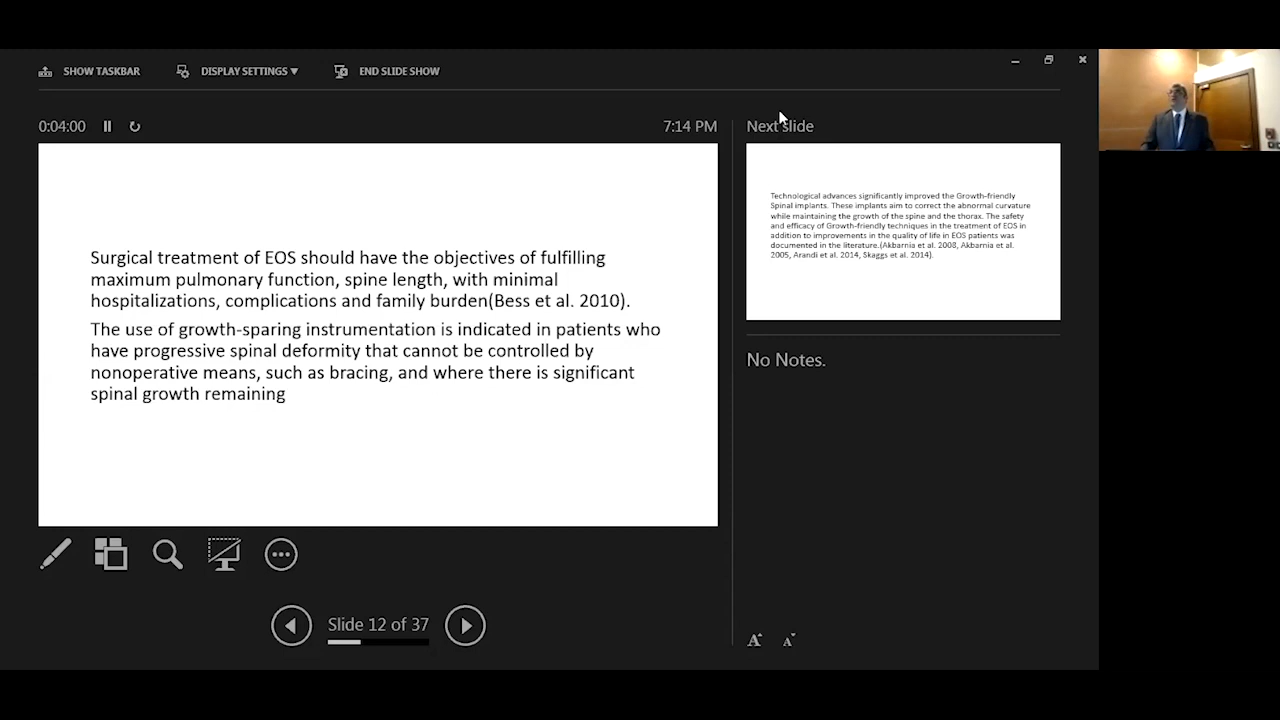 SHOW TASKBAR
DISPLAY SETTINGS ▼
END SLIDE SHOW
0:04:00
7:14 PM
Surgical treatment of EOS should have the objectives of fulfilling
maximum pulmonary function, spine length, with minimal
hospitalizations, complications and family burden(Bess et al. 2010).
The use of growth-sparing instrumentation is indicated in patients who
have progressive spinal deformity that cannot be controlled by
nonoperative means, such as bracing, and where there is significant
spinal growth remaining
Slide 12 of 37
Next slide
Technological advances significantly improved the Growth-friendly
Spinal implants. These implants aim to correct the abnormal curvature
while maintaining the growth of the spine and the thorax. The safety
and efficacy of Growth-friendly techniques in the treatment of EOS in
addition to improvements in the quality of life in EOS patients was
documented in the literature.(Akbarnia et al. 2008, Akbarnia et al.
2005, Arandi et al. 2014, Skaggs et al. 2014).
No Notes.
A A